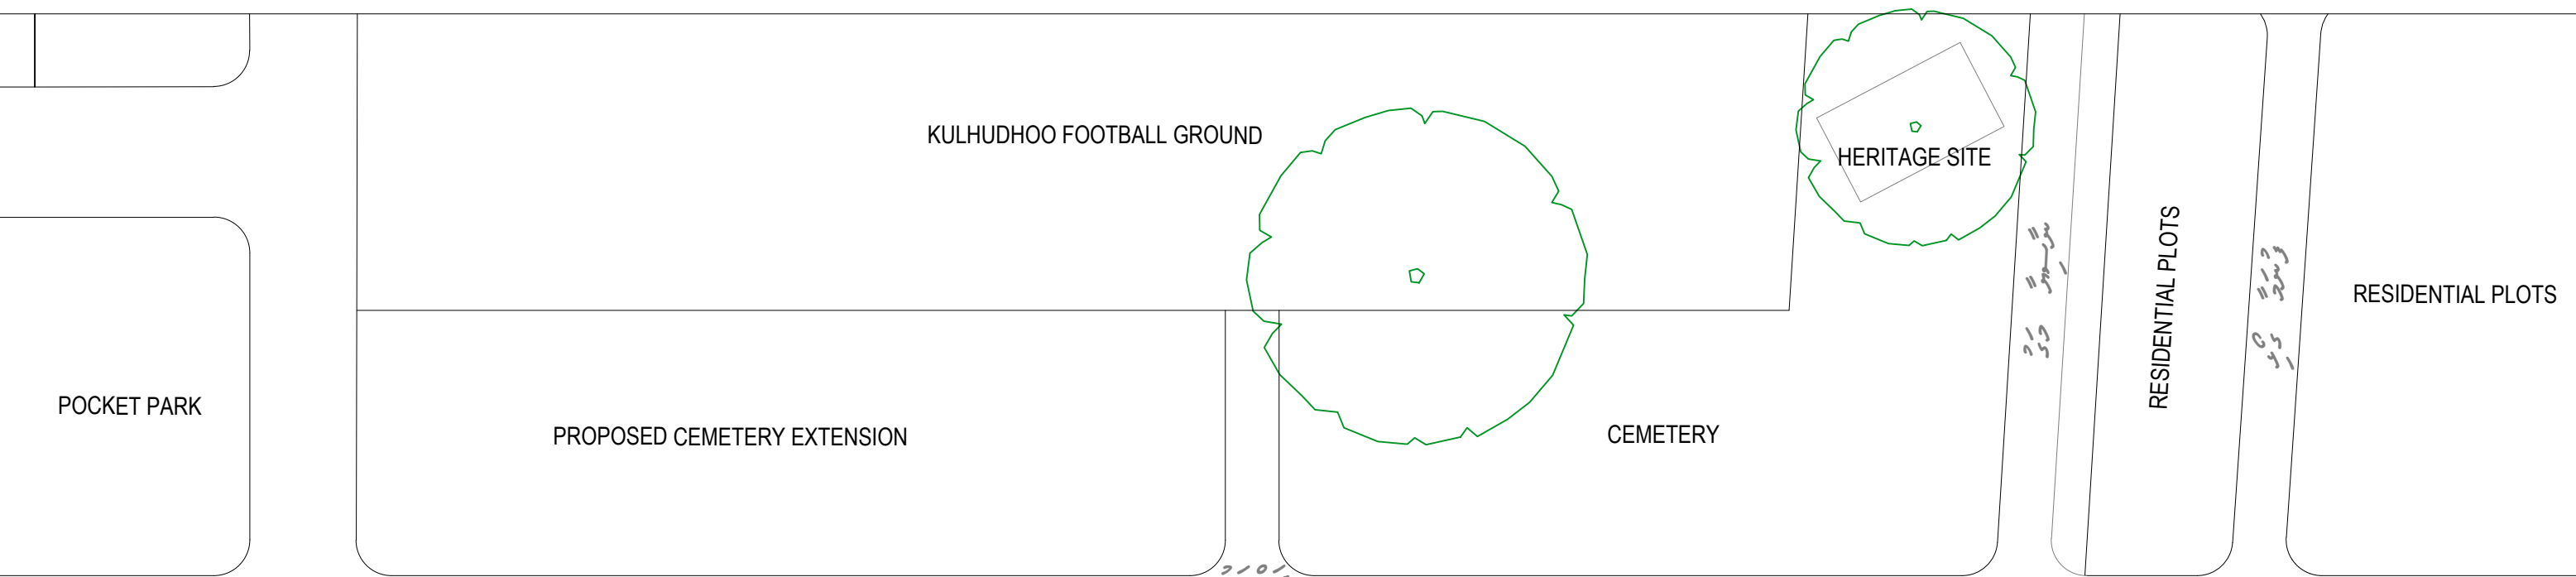 KULHUDHOO FOOTBALL GROUND
HERITAGE SITE
RESIDENTIAL PLOTS
RESIDENTIAL PLOTS
POCKET PARK
PROPOSED CEMETERY EXTENSION
CEMETERY